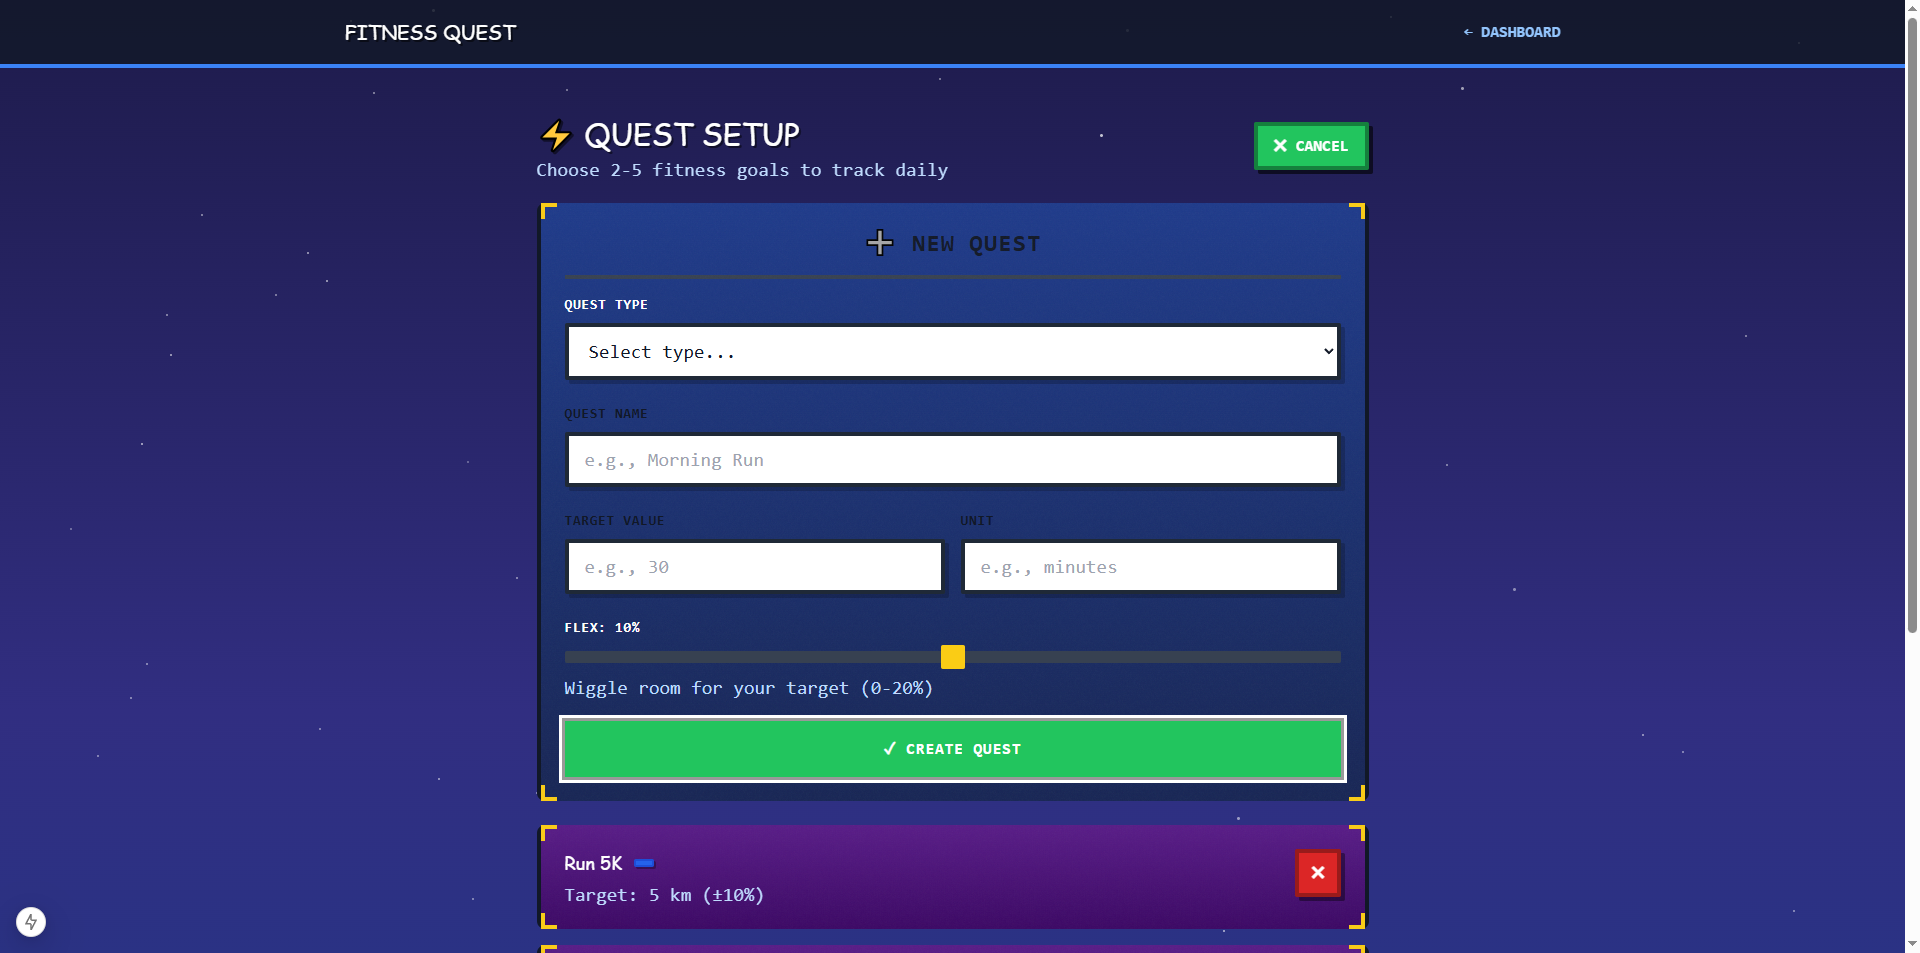 FITNESS QUEST
← DASHBOARD
⚡ QUEST SETUP
Choose 2-5 fitness goals to track daily
✕ CANCEL
➕ NEW QUEST
QUEST TYPE
Select type...
QUEST NAME
e.g., Morning Run
TARGET VALUE
UNIT
e.g., 30
e.g., minutes
FLEX: 10%
Wiggle room for your target (0-20%)
✓ CREATE QUEST
Run 5K
Target: 5 km (±10%)
✕